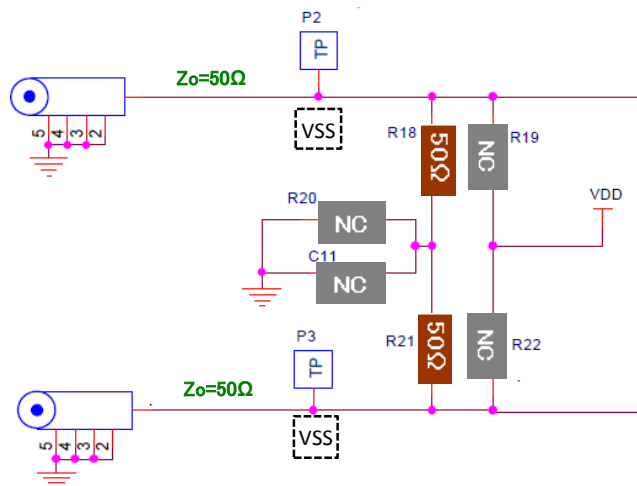 P2
TP
Zo=50Ω
VSS
5 4 3 2
R18
50Ω
R19
NC
R20
NC
VDD
C11
NC
P3
TP
R21
50Ω
NC
R22
Zo=50Ω
VSS
5 4 3 2